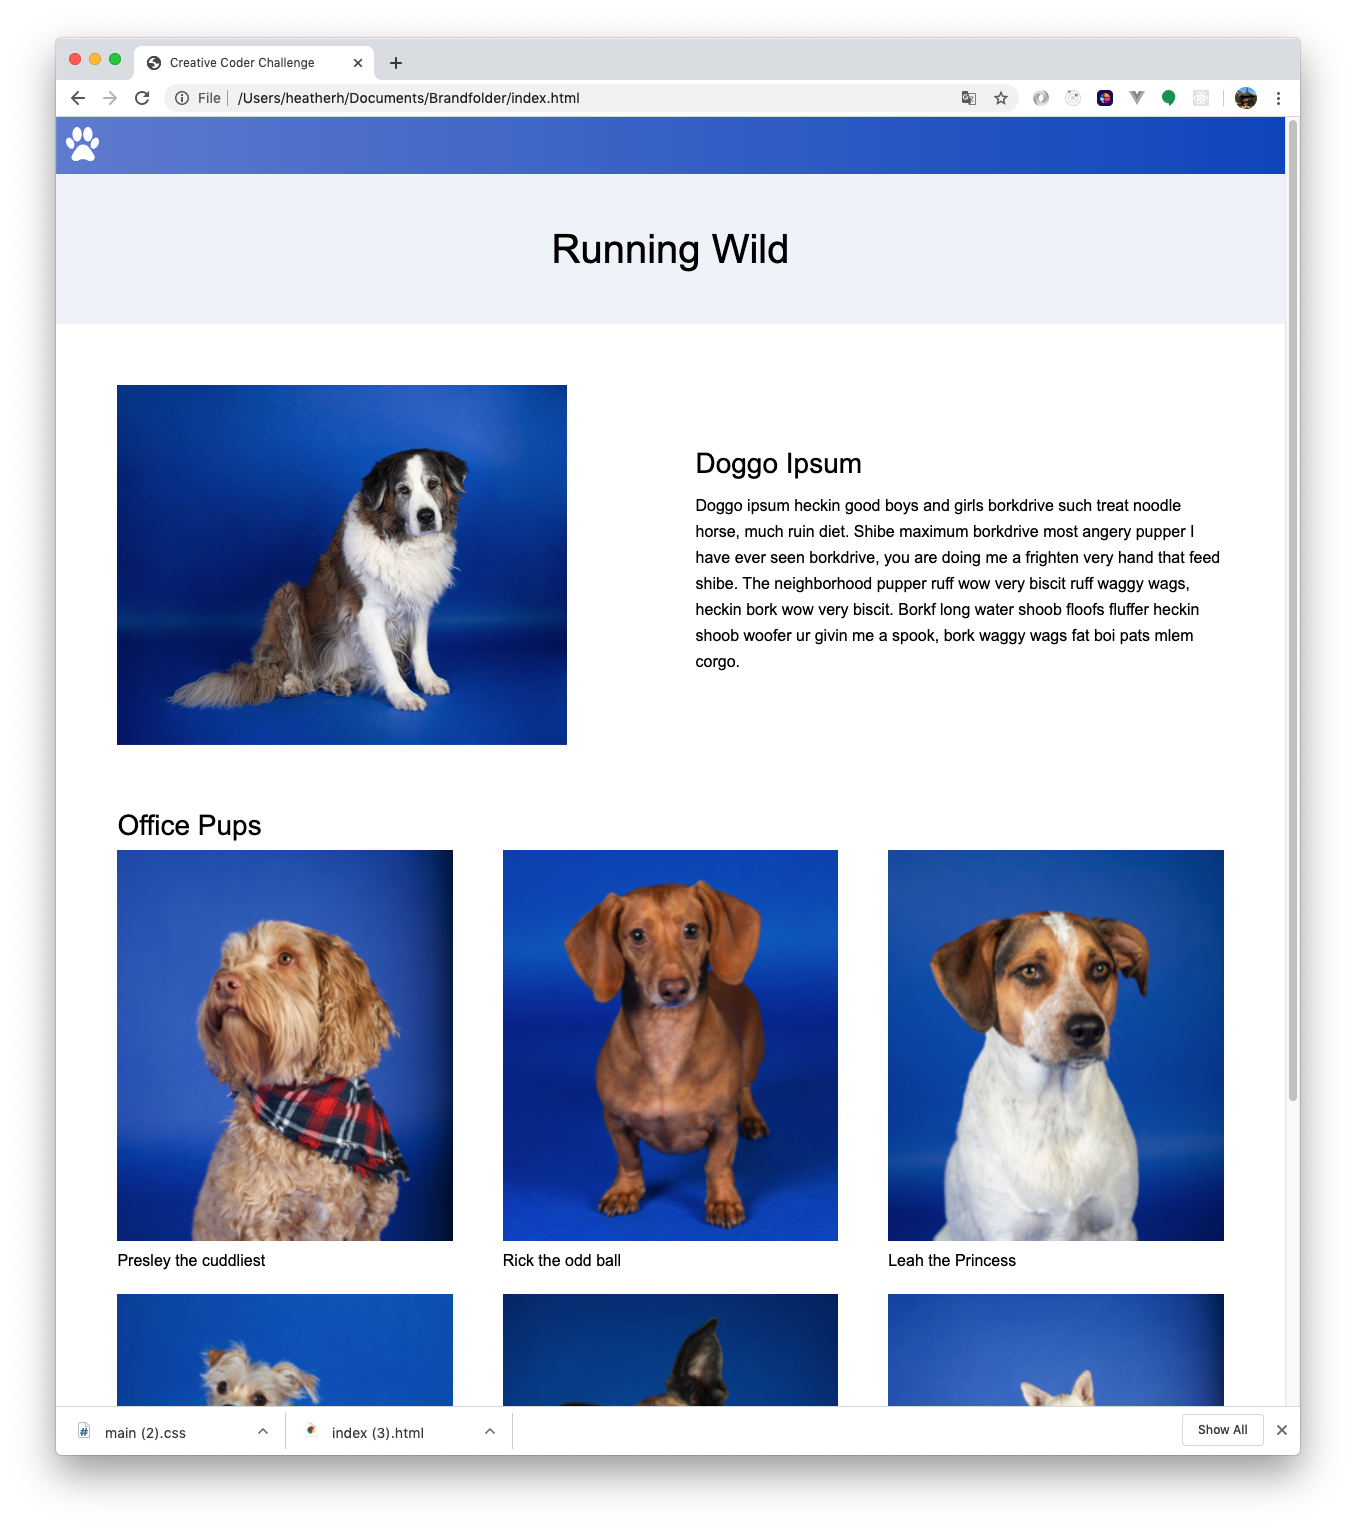 Creative Coder Challenge
File
/Users/heatherh/Documents/Brandfolder/index.html
Running Wild
Doggo Ipsum
Doggo ipsum heckin good boys and girls borkdrive such treat noodle
horse, much ruin diet. Shibe maximum borkdrive most angery pupper I
have ever seen borkdrive, you are doing me a frighten very hand that feed
shibe. The neighborhood pupper ruff wow very biscit ruff waggy wags,
heckin bork wow very biscit. Borkf long water shoob floofs fluffer heckin
shoob woofer ur givin me a spook, bork waggy wags fat boi pats mlem
corgo.
Office Pups
Presley the cuddliest
Rick the odd ball
Leah the Princess
main (2).css
index (3).html
Show All